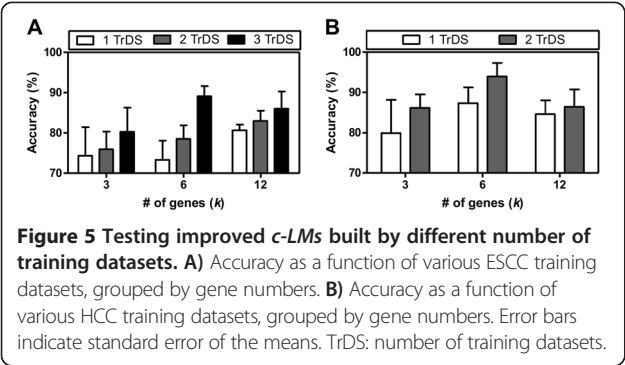 A
1 TrDS 2 TrDS 3 TrDS
Accuracy (%)
100
90
80
70
3 6 12
# of genes (k)
B
1 TrDS 2 TrDS
Accuracy (%)
100
90
80
70
3 6 12
# of genes (k)
Figure 5 Testing improved c-LMs built by different number of
training datasets. A) Accuracy as a function of various ESCC training
datasets, grouped by gene numbers. B) Accuracy as a function of
various HCC training datasets, grouped by gene numbers. Error bars
indicate standard error of the means. TrDS: number of training datasets.